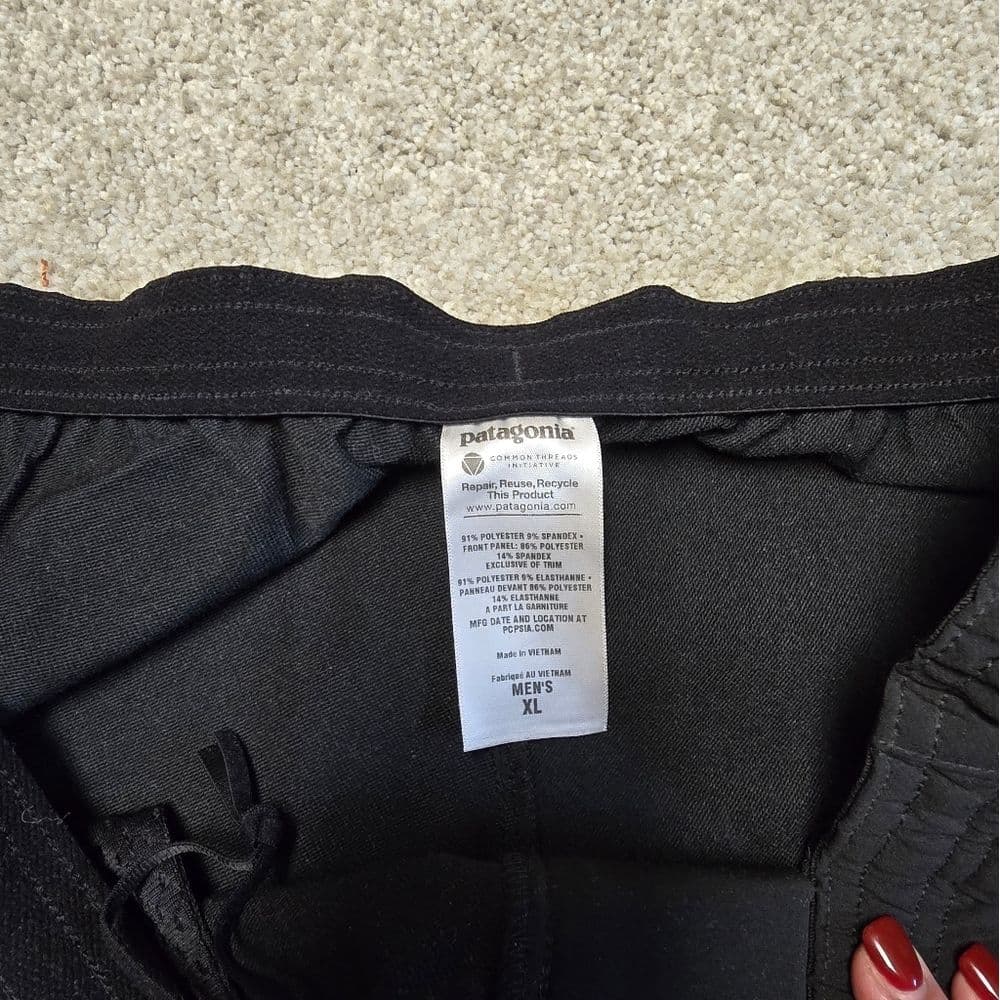 patagonia
COMMON THREADS
INITIATIVE
Repair, Reuse, Recycle
This Product
www.patagonia.com
91% POLYESTER 9% SPANDEX •
FRONT PANEL: 86% POLYESTER
14% SPANDEX
EXCLUSIVE OF TRIM
91% POLYESTER 9% ELASTHANNE •
PANNEAU DEVANT 86% POLYESTER
14% ELASTHANNE
A PART LA GARNITURE
MFG DATE AND LOCATION AT
PCPSIA.COM
Made in VIETNAM
Fabriqué AU VIETNAM
MEN'S
XL